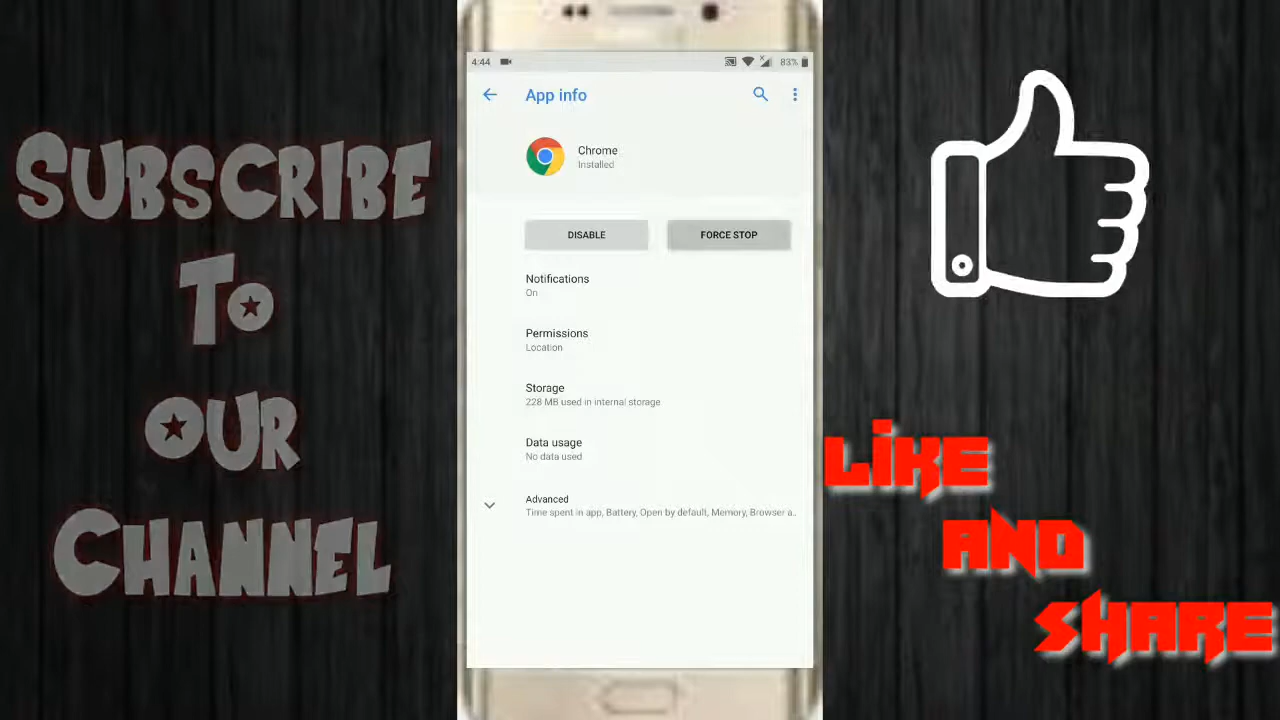 Subscribe
To
our
Channel
4:44
83%
App info
Chrome
Installed
DISABLE
FORCE STOP
Notifications
On
Permissions
Location
Storage
228 MB used in internal storage
Data usage
No data used
Advanced
Time spent in app, Battery, Open by default, Memory, Browser a..
LIKE
AND
SHARE